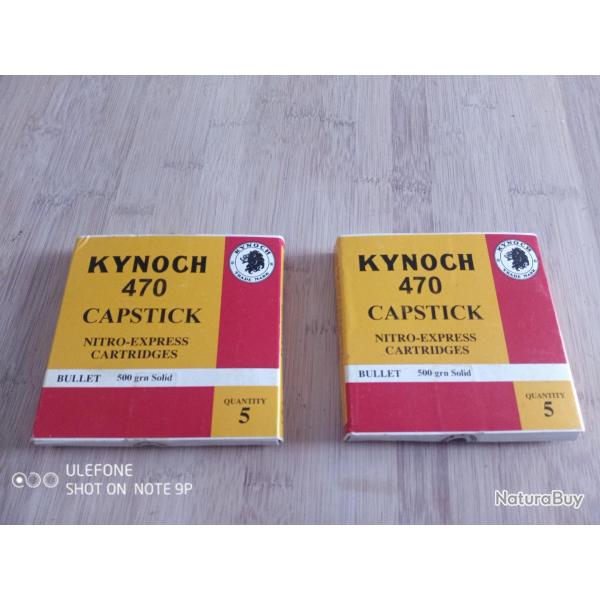 KYNOCH
470
CAPSTICK
NITRO-EXPRESS
CARTRIDGES
BULLET 500 grn Solid
QUANTITY
5
KYNOCH
TRADE MARK
KYNOCH
470
CAPSTICK
NITRO-EXPRESS
CARTRIDGES
BULLET 500 grn Solid
QUANTITY
5
KYNOCH
TRADE MARK
ULEFONE
SHOT ON NOTE 9P
NaturaBuy